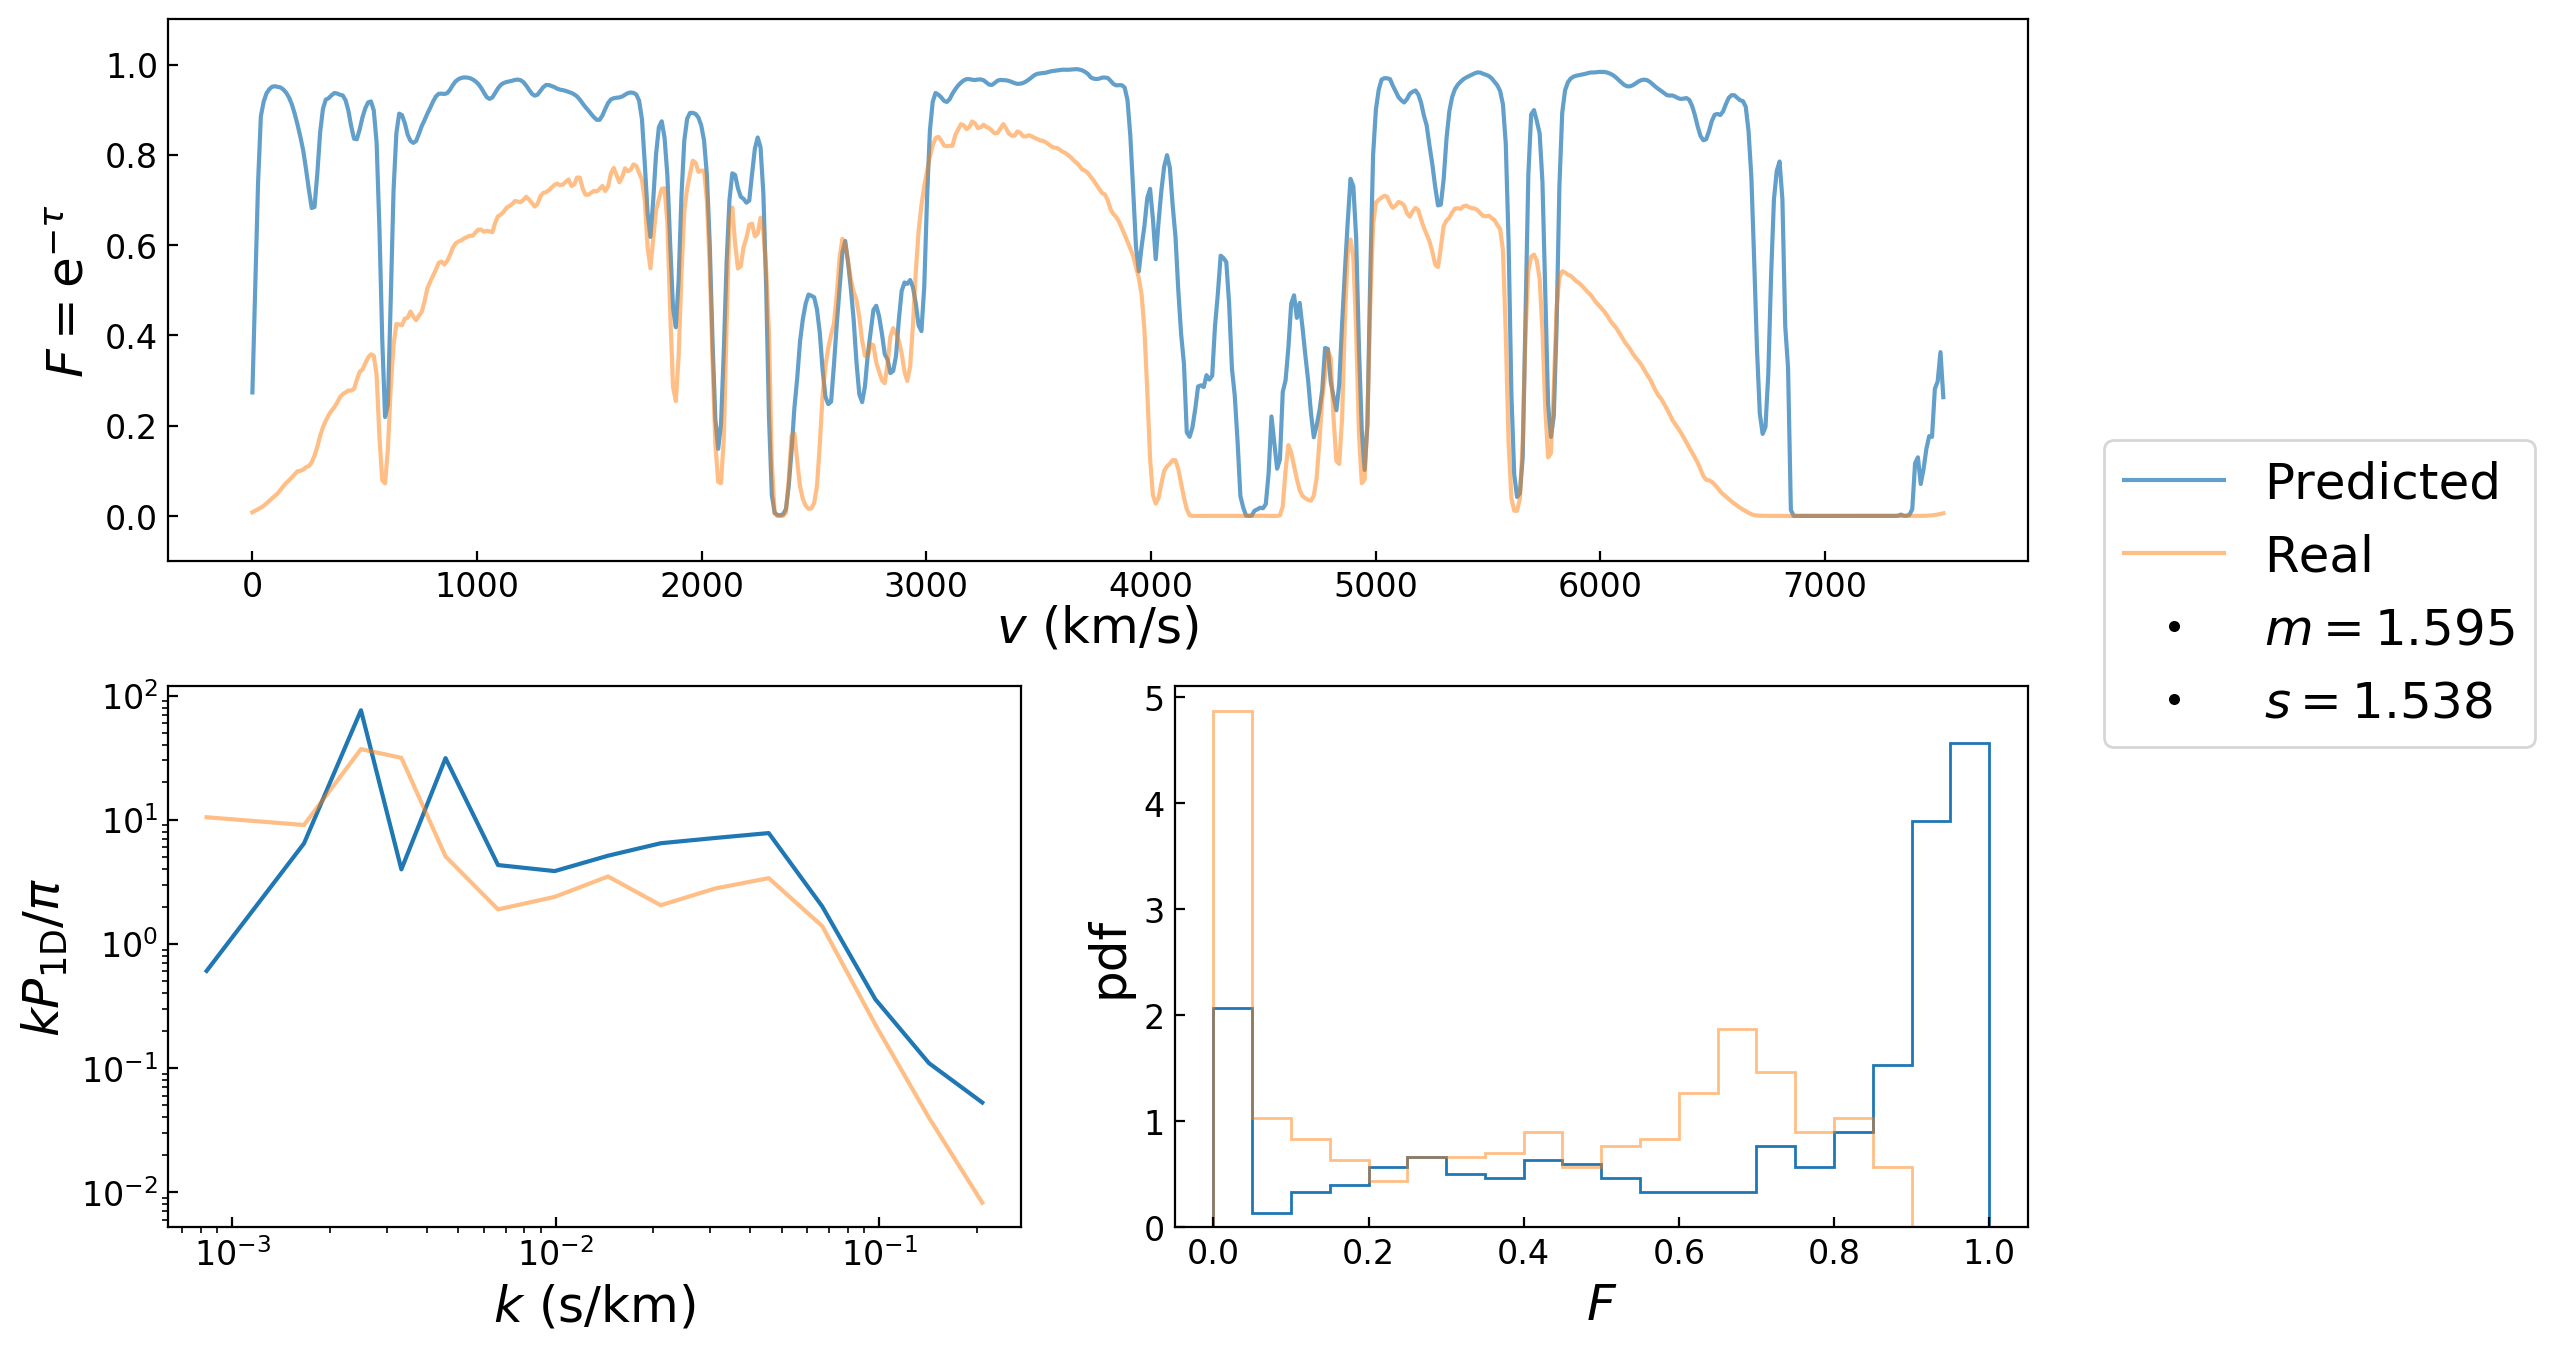 1.0
0.8
0.6
0.4
0.2
0.0
F = e^{-τ}
0 1000 2000 3000 4000 5000 6000 7000
v (km/s)
Predicted
Real
m = 1.595
s = 1.538
10^2
10^1
10^0
10^{-1}
10^{-2}
kP_{1D}/π
10^{-3} 10^{-2} 10^{-1}
k (s/km)
5
4
3
2
1
0
pdf
0.0 0.2 0.4 0.6 0.8 1.0
F